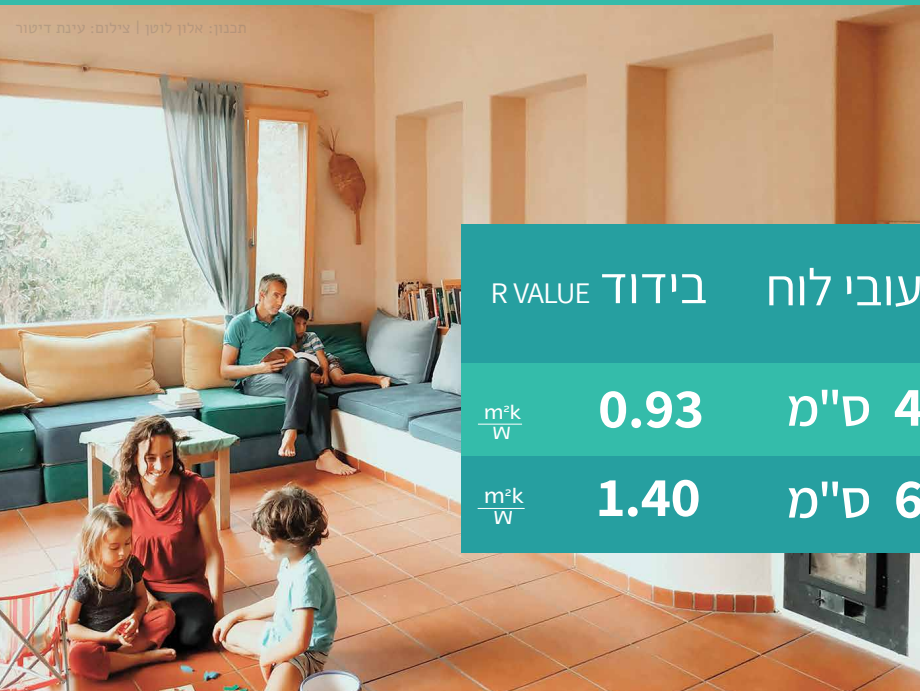 תכנון: אלון לוטן | צילום: עינת דיטור
עובי לוח בידוד R VALUE
4 ס"מ 0.93 m²k/W
6 ס"מ 1.40 m²k/W